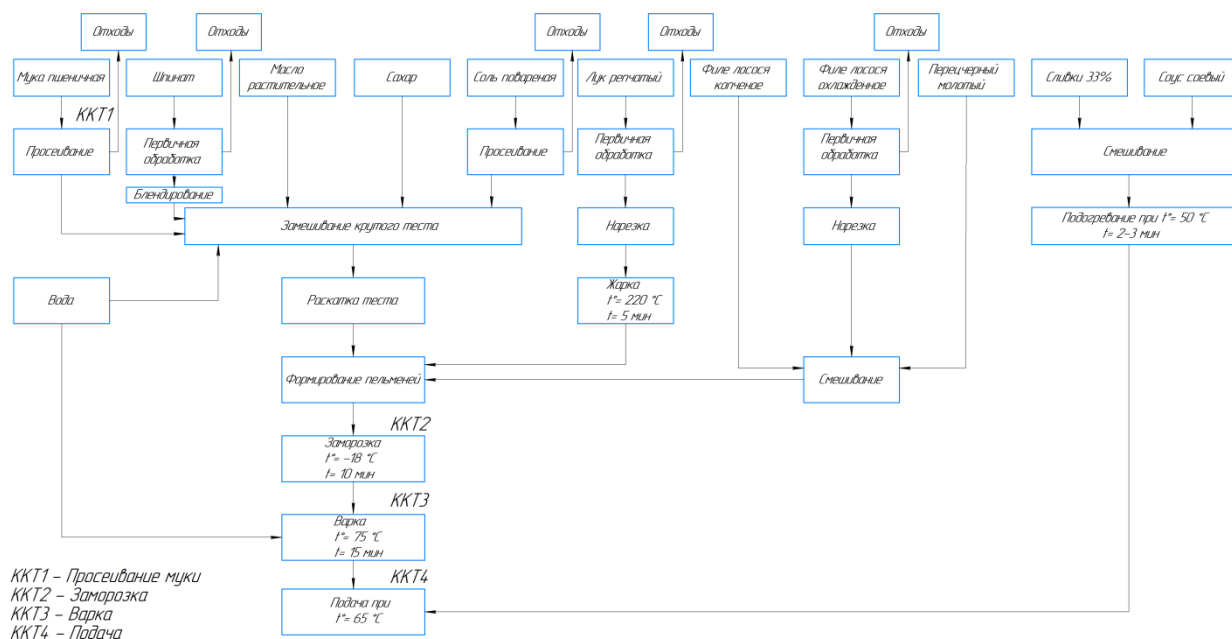 Отходы
Отходы
Отходы
Отходы
Отходы
Мука пшеничная
Шпинат
Масло
растительное
Сахар
Соль повареная
Лук репчатый
Филе лосося
копченое
Филе лосося
охлажденное
Перецчерный
молотый
Сливки 33%
Соус соевый
ККТ1
Просеивание
Первичная
обработка
Просеивание
Первичная
обработка
Первичная
обработка
Смешивание
Блендирование
Замешивание крутого теста
Нарезка
Нарезка
Подогревание при t°= 50 °C
t= 2-3 мин
Вода
Раскатка теста
Жарка
t°= 220 °C
t= 5 мин
Формирование пельменей
Смешивание
ККТ2
Заморозка
t°= -18 °C
t= 10 мин
ККТ3
Варка
t°= 75 °C
t= 15 мин
ККТ4
Подача при
t°= 65 °C
ККТ1 – Просеивание муки
ККТ2 – Заморозка
ККТ3 – Варка
ККТ4 – Подача